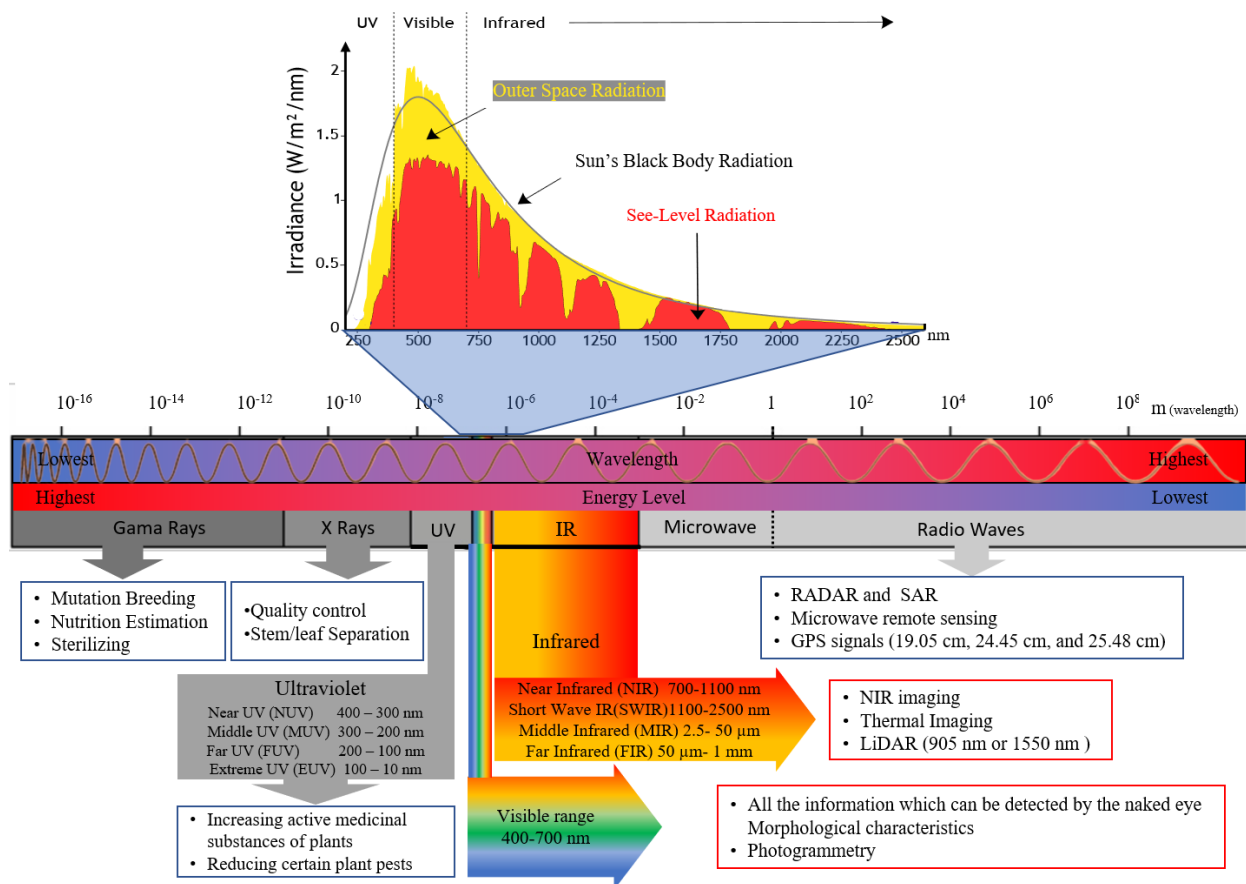 UV Visible Infrared
Irradiance (W/m²/nm)
2
1.5
1
0.5
0
Outer Space Radiation
Sun's Black Body Radiation
See-Level Radiation
250 500 750 1000 1250 1500 1750 2000 2250 2500 nm
10-16 10-14 10-12 10-10 10-8 10-6 10-4 10-2 1 10² 10⁴ 10⁶ 10⁸ m (wavelength)
Lowest Wavelength Highest
Highest Energy Level Lowest
Gama Rays X Rays UV IR Microwave Radio Waves
• Mutation Breeding
• Nutrition Estimation
• Sterilizing
•Quality control
•Stem/leaf Separation
• RADAR and SAR
• Microwave remote sensing
• GPS signals (19.05 cm, 24.45 cm, and 25.48 cm)
Infrared
Near Infrared (NIR) 700-1100 nm
Short Wave IR(SWIR)1100-2500nm
Middle Infrared (MIR) 2.5- 50 µm
Far Infrared (FIR) 50 µm- 1 mm
• NIR imaging
• Thermal Imaging
• LiDAR (905 nm or 1550 nm )
Ultraviolet
Near UV (NUV) 400 – 300 nm
Middle UV (MUV) 300 – 200 nm
Far UV (FUV) 200 – 100 nm
Extreme UV (EUV) 100 – 10 nm
• Increasing active medicinal
substances of plants
• Reducing certain plant pests
Visible range
400-700 nm
• All the information which can be detected by the naked eye
Morphological characteristics
• Photogrammetry